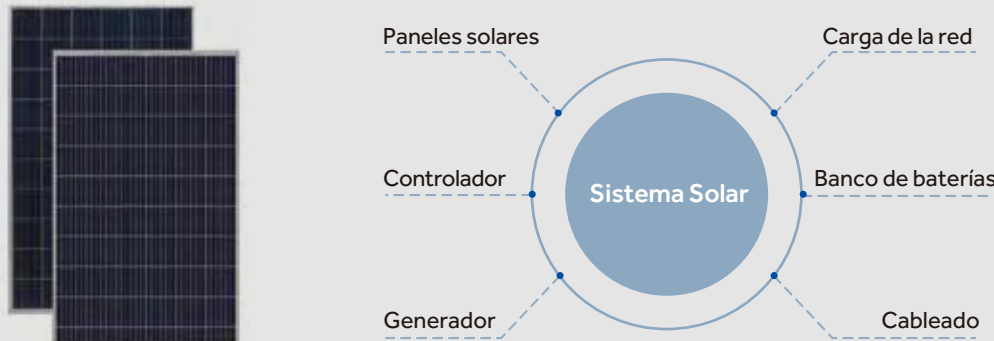 Paneles solares
Carga de la red
Controlador
Sistema Solar
Banco de baterías
Generador
Cableado